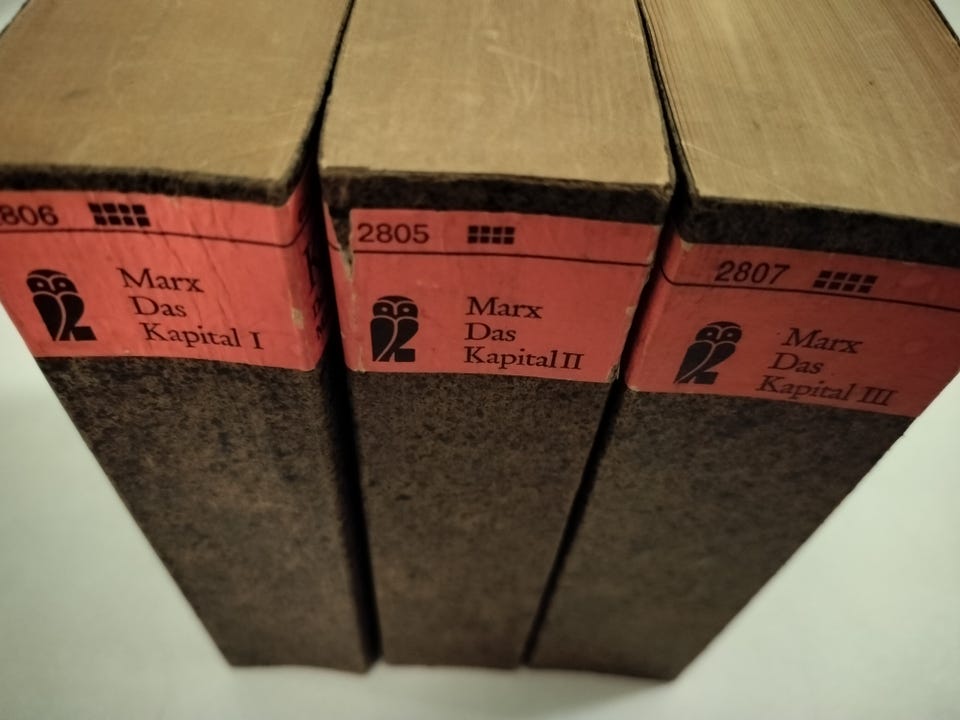 806
Marx
Das
Kapital I
2805
Marx
Das
Kapital II
2807
Marx
Das
Kapital III